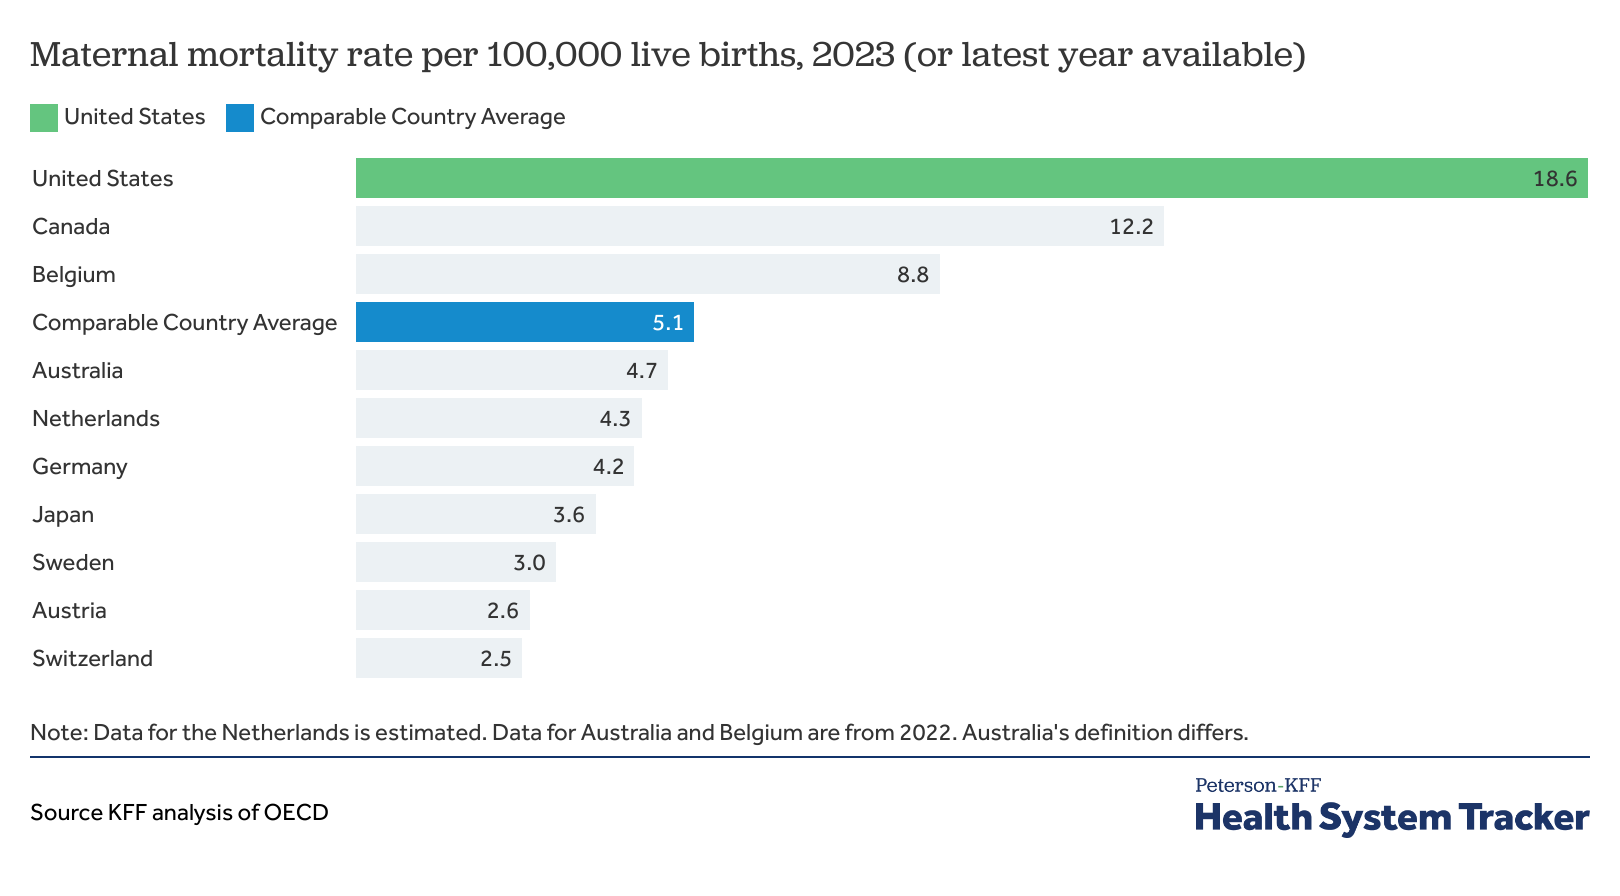 Maternal mortality rate per 100,000 live births, 2023 (or latest year available)
United States Comparable Country Average
United States 18.6
Canada 12.2
Belgium 8.8
Comparable Country Average 5.1
Australia 4.7
Netherlands 4.3
Germany 4.2
Japan 3.6
Sweden 3.0
Austria 2.6
Switzerland 2.5
Note: Data for the Netherlands is estimated. Data for Australia and Belgium are from 2022. Australia's definition differs.
Source KFF analysis of OECD
Peterson-KFF
Health System Tracker